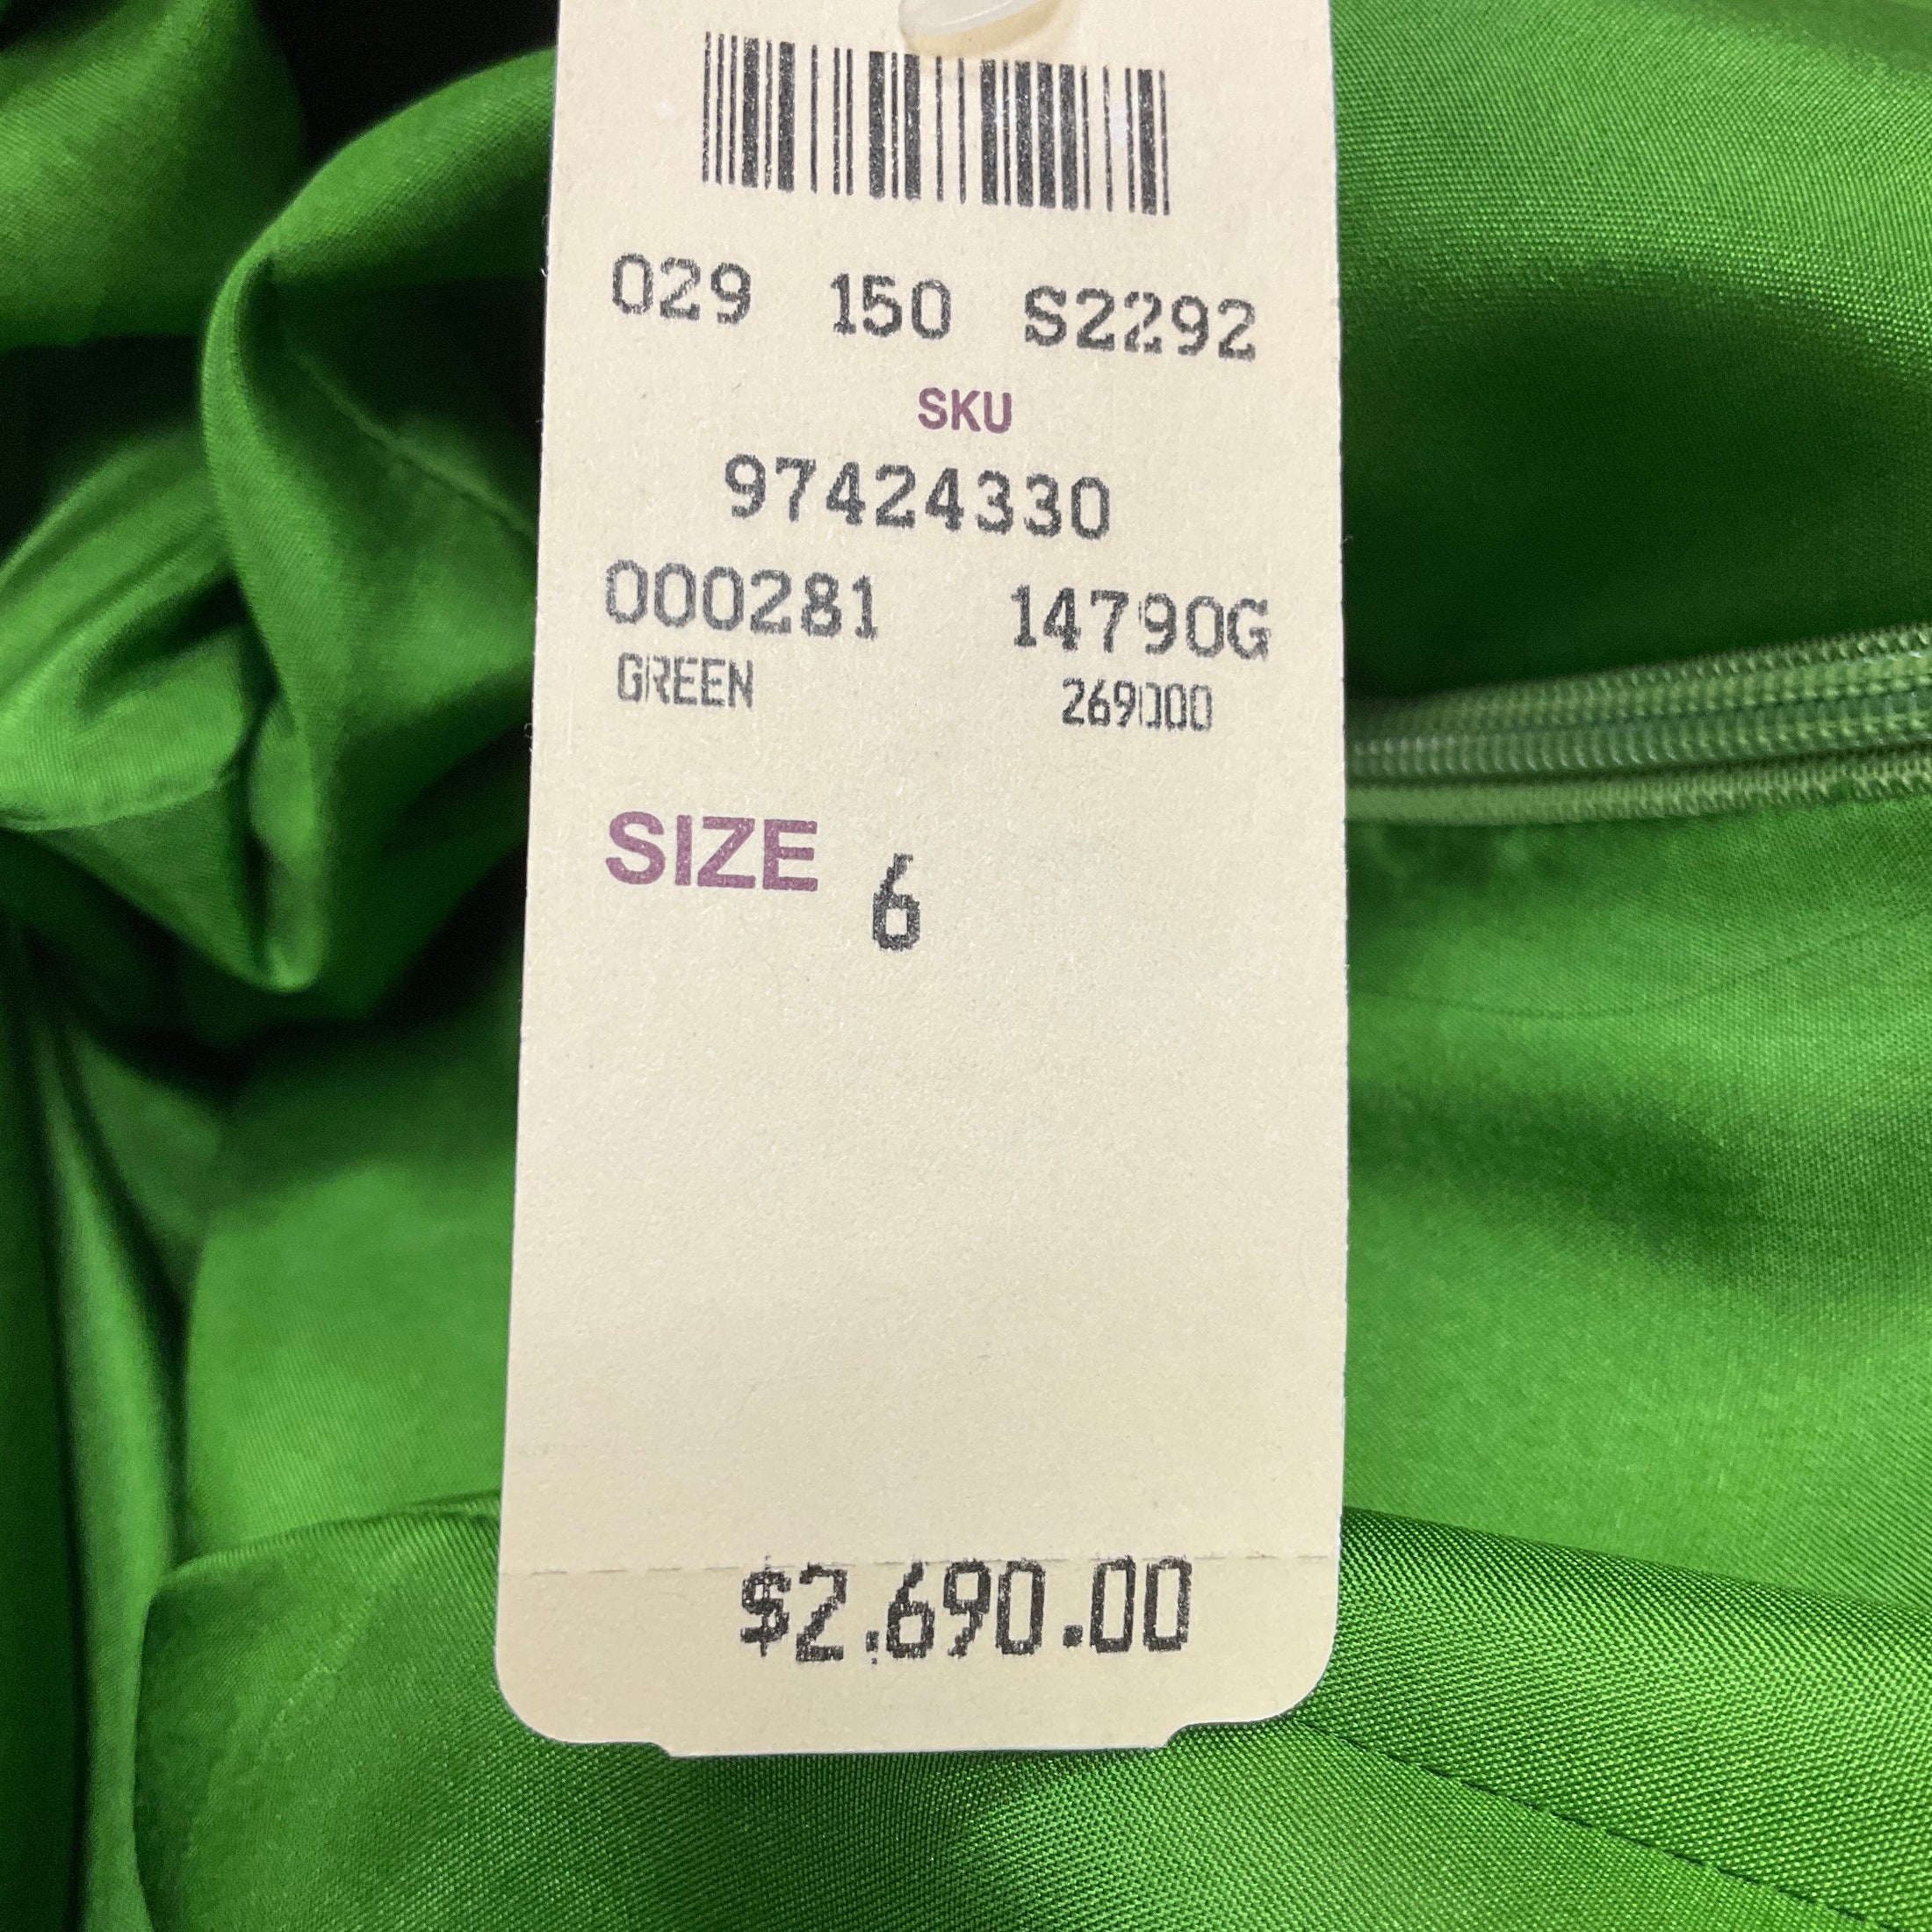 029 150 S2292
SKU
97424330
000281 14790G
GREEN 269000
SIZE 6
$2,690.00